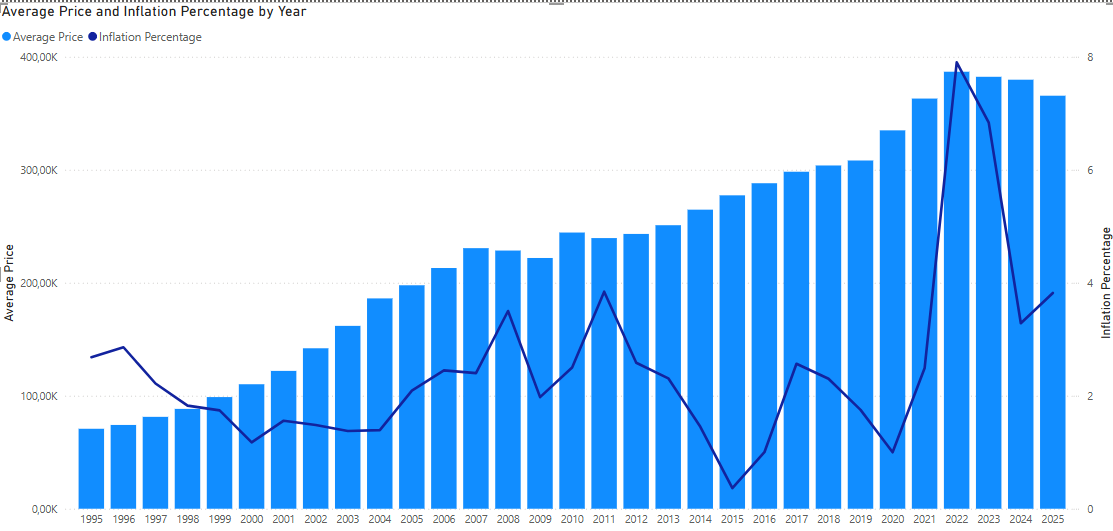 Average Price and Inflation Percentage by Year
Average Price Inflation Percentage
400,00K
300,00K
200,00K
100,00K
0,00K
Average Price
8
6
4
2
0
Inflation Percentage
1995 1996 1997 1998 1999 2000 2001 2002 2003 2004 2005 2006 2007 2008 2009 2010 2011 2012 2013 2014 2015 2016 2017 2018 2019 2020 2021 2022 2023 2024 2025